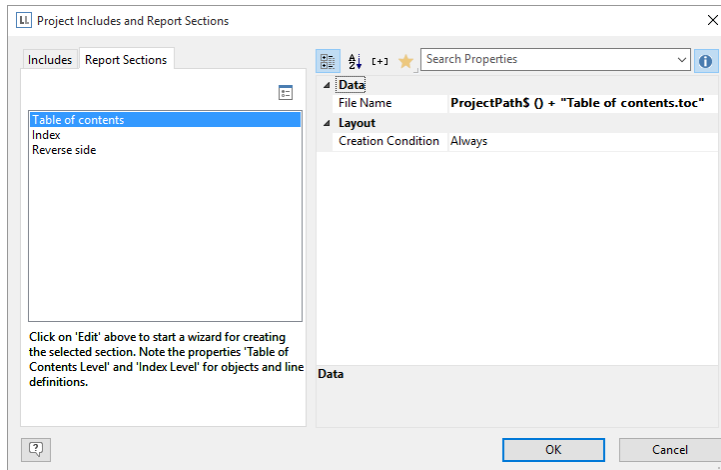 LL Project Includes and Report Sections
Includes Report Sections
Search Properties
Table of contents
Index
Reverse side
Click on 'Edit' above to start a wizard for creating
the selected section. Note the properties 'Table of
Contents Level' and 'Index Level' for objects and line
definitions.
Data
File Name ProjectPath$ () + "Table of contents.toc"
Layout
Creation Condition Always
Data
OK Cancel